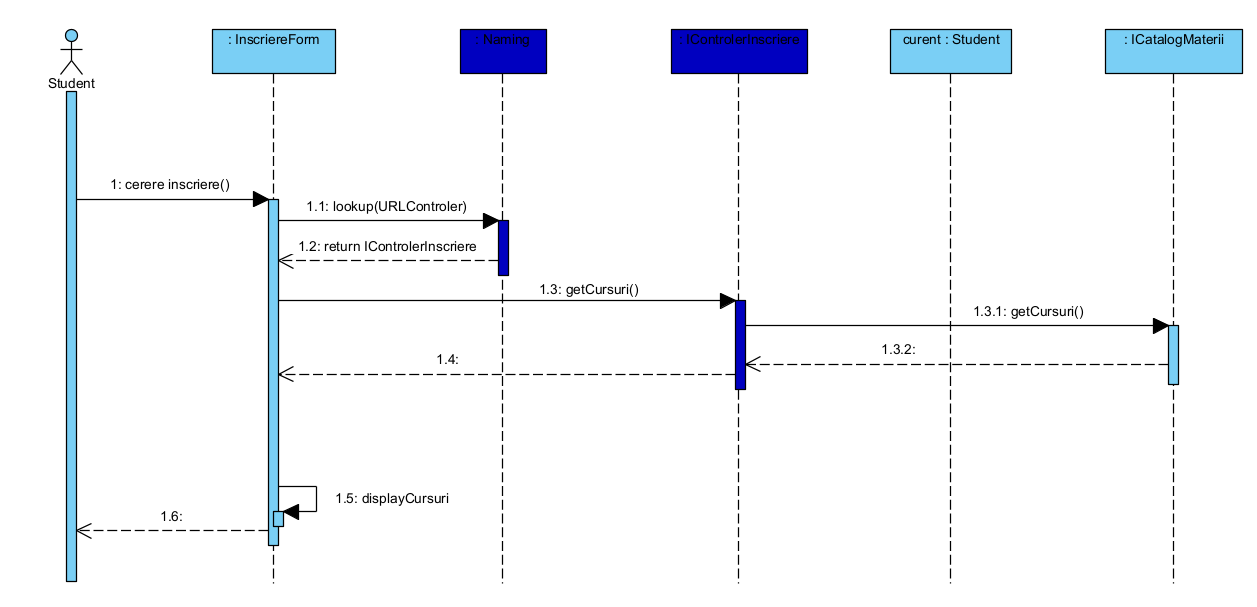 : InscriereForm
: Naming
: IControlerInscriere
curent : Student
: ICatalogMaterii
Student
1: cerere inscriere()
1.1: lookup(URLControler)
1.2: return IControlerInscriere
1.3: getCursuri()
1.3.1: getCursuri()
1.3.2:
1.4:
1.5: displayCursuri
1.6: